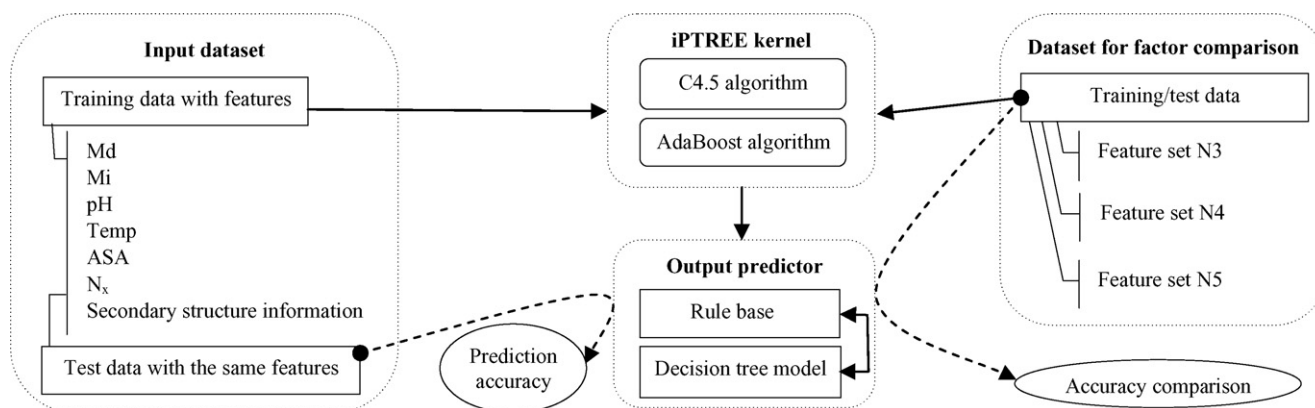 Input dataset
Training data with features
Md
Mi
pH
Temp
ASA
Nx
Secondary structure information
Test data with the same features
iPTREE kernel
C4.5 algorithm
AdaBoost algorithm
Output predictor
Rule base
Decision tree model
Prediction
accuracy
Dataset for factor comparison
Training/test data
Feature set N3
Feature set N4
Feature set N5
Accuracy comparison